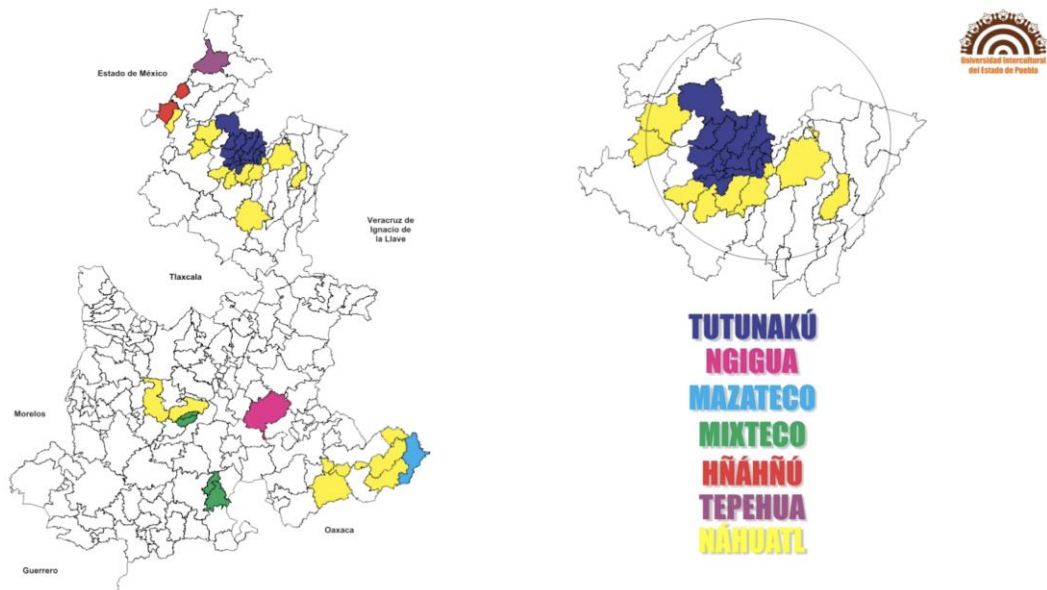 Estado de México
Veracruz de
Ignacio de
la Llave
Tlaxcala
Morelos
Oaxaca
Guerrero
Universidad Intercultural
del Estado de Puebla
TUTUNAKÚ
NGIGUA
MAZATECO
MIXTECO
HÑÁHÑÚ
TEPEHUA
NÁHUATL